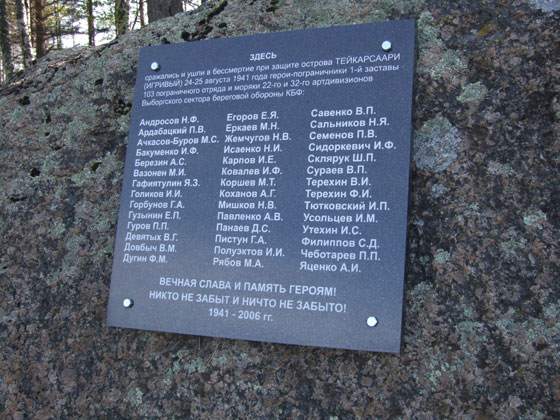 ЗДЕСЬ
сражались и ушли в бессмертие при защите острова ТЕЙКАРСААРИ
(ИГРИВЫЙ) 24-25 августа 1941 года герои-пограничники 1-й заставы
103 пограничного отряда и моряки 22-го и 32-го артдивизионов
Выборгского сектора береговой обороны КБФ:
Андросов Н.Ф.
Ардабацкий П.В.
Ачкасов-Буров М.С.
Бакуменко И.Ф.
Березин А.С.
Вазонен М.И.
Гафиятулин Я.З.
Голиков И.И.
Горбунов Г.А.
Гузынин Е.П.
Гуров П.П.
Девятых В.Г.
Довбыч В.М.
Дугин Ф.М.
Егоров Е.Я.
Еркаев М.Н.
Жемчугов Н.В.
Исаенко Н.И.
Карпов И.Е.
Ковалев И.Ф.
Коршев М.Т.
Коханов А.Г.
Мишков Н.В.
Павленко А.В.
Панаев Д.С.
Пистун Г.А.
Полуэктов И.И.
Рябов М.А.
Савенко В.П.
Сальников Н.Я.
Семенов П.В.
Сидоркевич И.Ф.
Склярук Ш.П.
Сураев В.П.
Терехин В.И.
Терехин Ф.И.
Тютковский И.П.
Усольцев И.М.
Утехин И.С.
Филиппов С.Д.
Чеботарев П.П.
Яценко А.И.
ВЕЧНАЯ СЛАВА И ПАМЯТЬ ГЕРОЯМ!
НИКТО НЕ ЗАБЫТ И НИЧТО НЕ ЗАБЫТО!
1941 - 2006 гг.